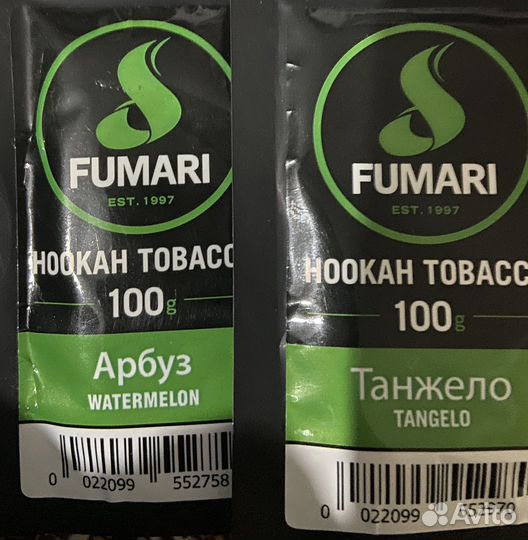 FUMARI
EST. 1997
HOOKAH TOBACC
100g
Арбуз
WATERMELON
0 022099 552758
FUMARI
EST. 1997
HOOKAH TOBACC
100g
Танжело
TANGELO
0 022099
Avito